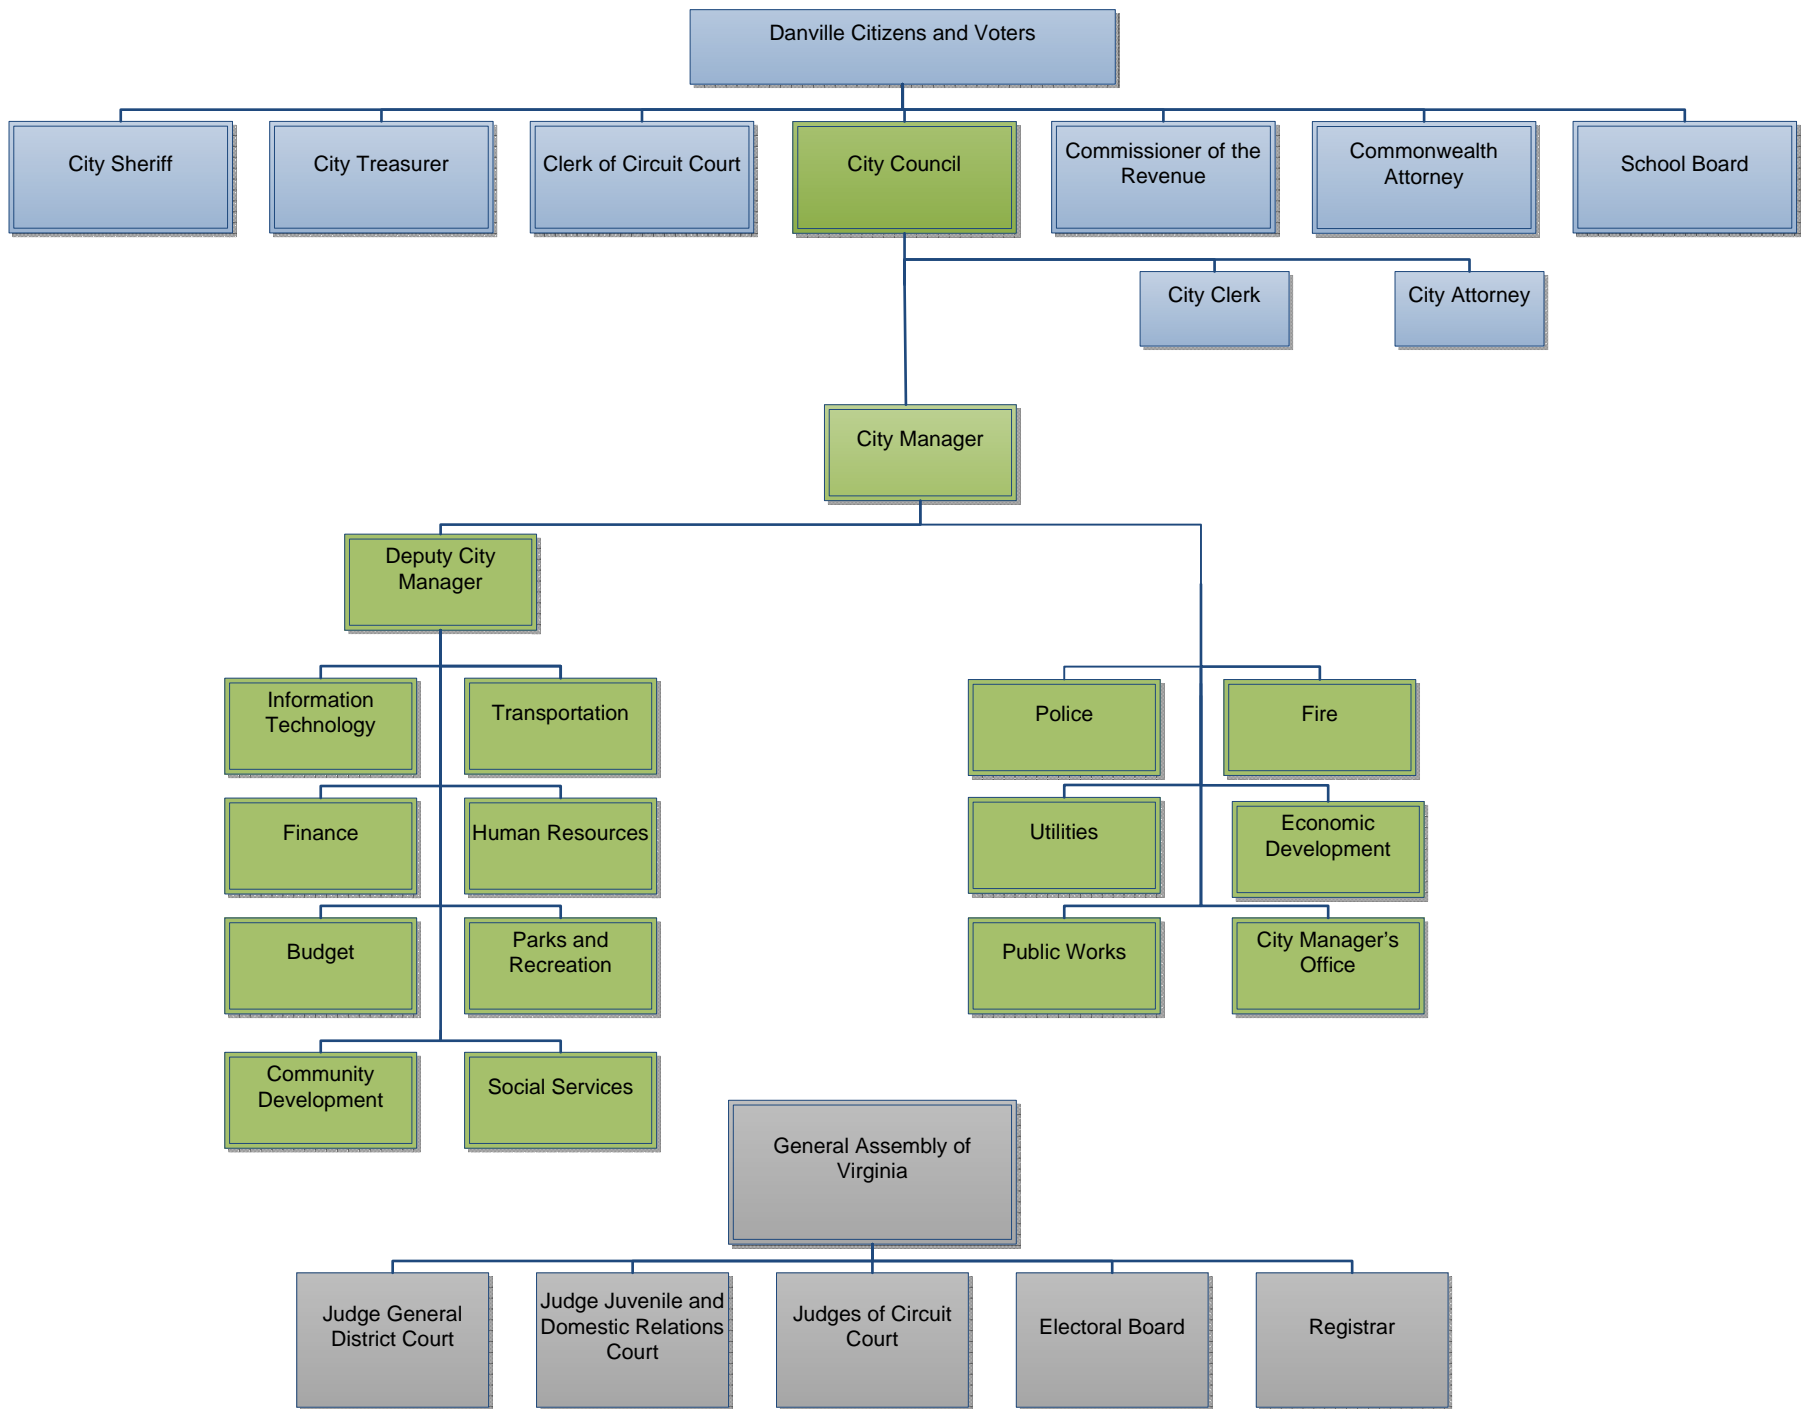 Danville Citizens and Voters
City Sheriff
City Treasurer
Clerk of Circuit Court
City Council
Commissioner of the
Revenue
Commonwealth
Attorney
School Board
City Clerk
City Attorney
City Manager
Deputy City
Manager
Information
Technology
Transportation
Police
Fire
Finance
Human Resources
Utilities
Economic
Development
Budget
Parks and
Recreation
Public Works
City Manager’s
Office
Community
Development
Social Services
General Assembly of
Virginia
Judge General
District Court
Judge Juvenile and
Domestic Relations
Court
Judges of Circuit
Court
Electoral Board
Registrar